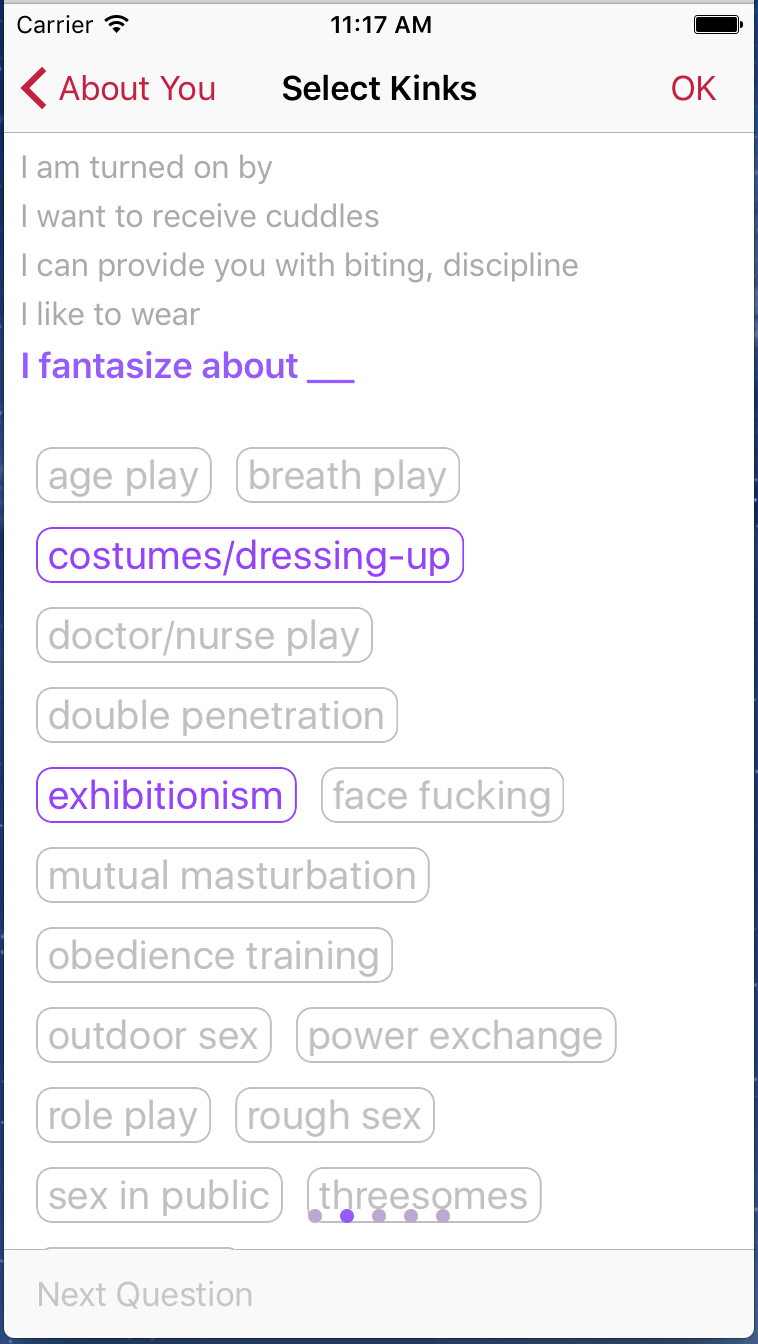 Carrier 11:17 AM
About You Select Kinks OK
I am turned on by
I want to receive cuddles
I can provide you with biting, discipline
I like to wear
I fantasize about ___
age play breath play
costumes/dressing-up
doctor/nurse play
double penetration
exhibitionism face fucking
mutual masturbation
obedience training
outdoor sex power exchange
role play rough sex
sex in public threesomes
Next Question